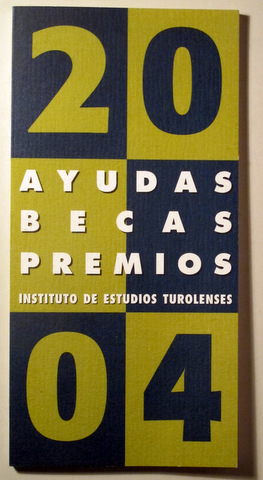 20
AYUDAS
BECAS
PREMIOS
INSTITUTO DE ESTUDIOS TUROLENSES
04